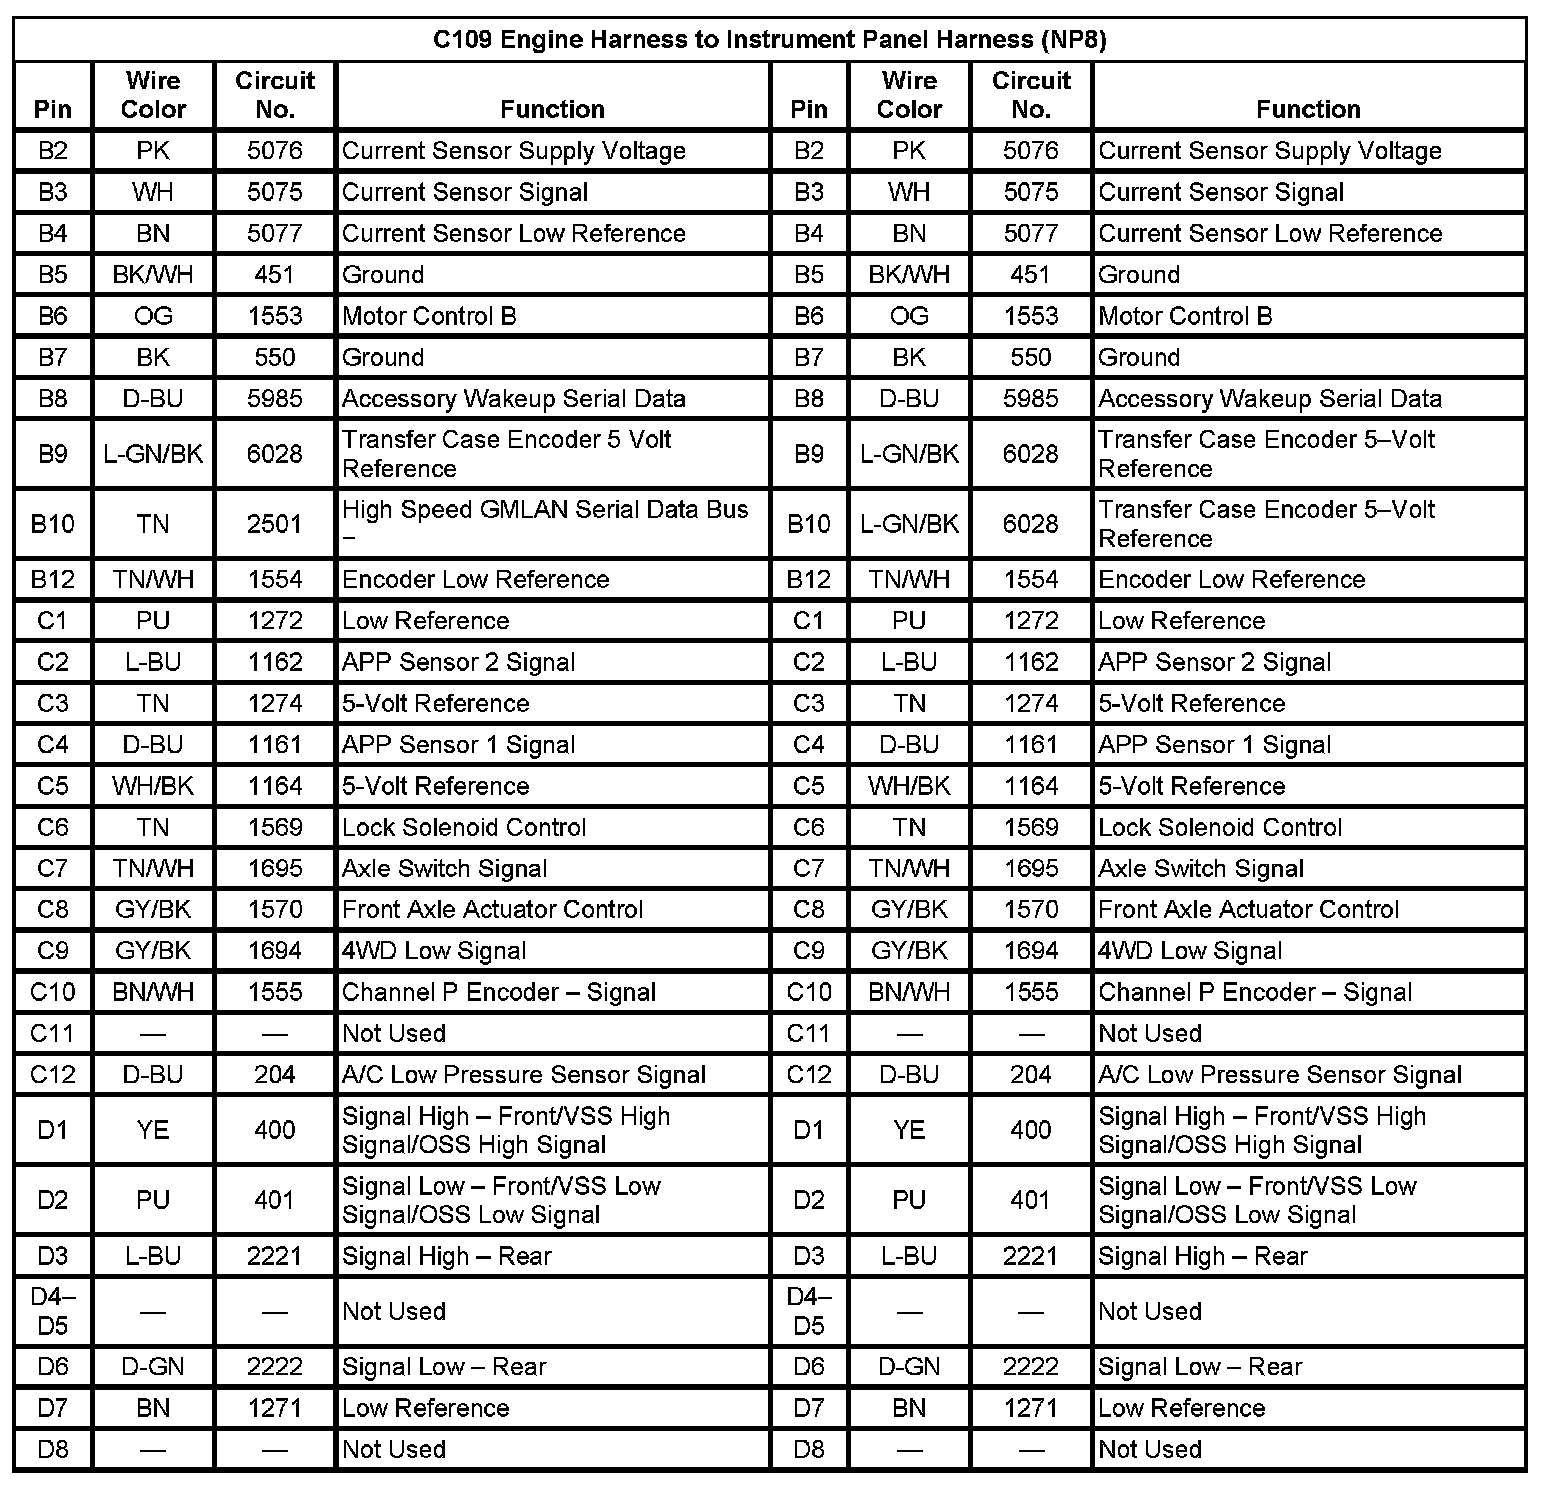 C109 Engine Harness to Instrument Panel Harness (NP8)
Pin Wire Color Circuit No. Function Pin Wire Color Circuit No. Function
B2 PK 5076 Current Sensor Supply Voltage B2 PK 5076 Current Sensor Supply Voltage
B3 WH 5075 Current Sensor Signal B3 WH 5075 Current Sensor Signal
B4 BN 5077 Current Sensor Low Reference B4 BN 5077 Current Sensor Low Reference
B5 BK/WH 451 Ground B5 BK/WH 451 Ground
B6 OG 1553 Motor Control B B6 OG 1553 Motor Control B
B7 BK 550 Ground B7 BK 550 Ground
B8 D-BU 5985 Accessory Wakeup Serial Data B8 D-BU 5985 Accessory Wakeup Serial Data
B9 L-GN/BK 6028 Transfer Case Encoder 5 Volt Reference B9 L-GN/BK 6028 Transfer Case Encoder 5–Volt Reference
B10 TN 2501 High Speed GMLAN Serial Data Bus – B10 L-GN/BK 6028 Transfer Case Encoder 5–Volt Reference
B12 TN/WH 1554 Encoder Low Reference B12 TN/WH 1554 Encoder Low Reference
C1 PU 1272 Low Reference C1 PU 1272 Low Reference
C2 L-BU 1162 APP Sensor 2 Signal C2 L-BU 1162 APP Sensor 2 Signal
C3 TN 1274 5-Volt Reference C3 TN 1274 5-Volt Reference
C4 D-BU 1161 APP Sensor 1 Signal C4 D-BU 1161 APP Sensor 1 Signal
C5 WH/BK 1164 5-Volt Reference C5 WH/BK 1164 5-Volt Reference
C6 TN 1569 Lock Solenoid Control C6 TN 1569 Lock Solenoid Control
C7 TN/WH 1695 Axle Switch Signal C7 TN/WH 1695 Axle Switch Signal
C8 GY/BK 1570 Front Axle Actuator Control C8 GY/BK 1570 Front Axle Actuator Control
C9 GY/BK 1694 4WD Low Signal C9 GY/BK 1694 4WD Low Signal
C10 BN/WH 1555 Channel P Encoder – Signal C10 BN/WH 1555 Channel P Encoder – Signal
C11 — — Not Used C11 — — Not Used
C12 D-BU 204 A/C Low Pressure Sensor Signal C12 D-BU 204 A/C Low Pressure Sensor Signal
D1 YE 400 Signal High – Front/VSS High Signal/OSS High Signal D1 YE 400 Signal High – Front/VSS High Signal/OSS High Signal
D2 PU 401 Signal Low – Front/VSS Low Signal/OSS Low Signal D2 PU 401 Signal Low – Front/VSS Low Signal/OSS Low Signal
D3 L-BU 2221 Signal High – Rear D3 L-BU 2221 Signal High – Rear
D4–D5 — — Not Used D4–D5 — — Not Used
D6 D-GN 2222 Signal Low – Rear D6 D-GN 2222 Signal Low – Rear
D7 BN 1271 Low Reference D7 BN 1271 Low Reference
D8 — — Not Used D8 — — Not Used